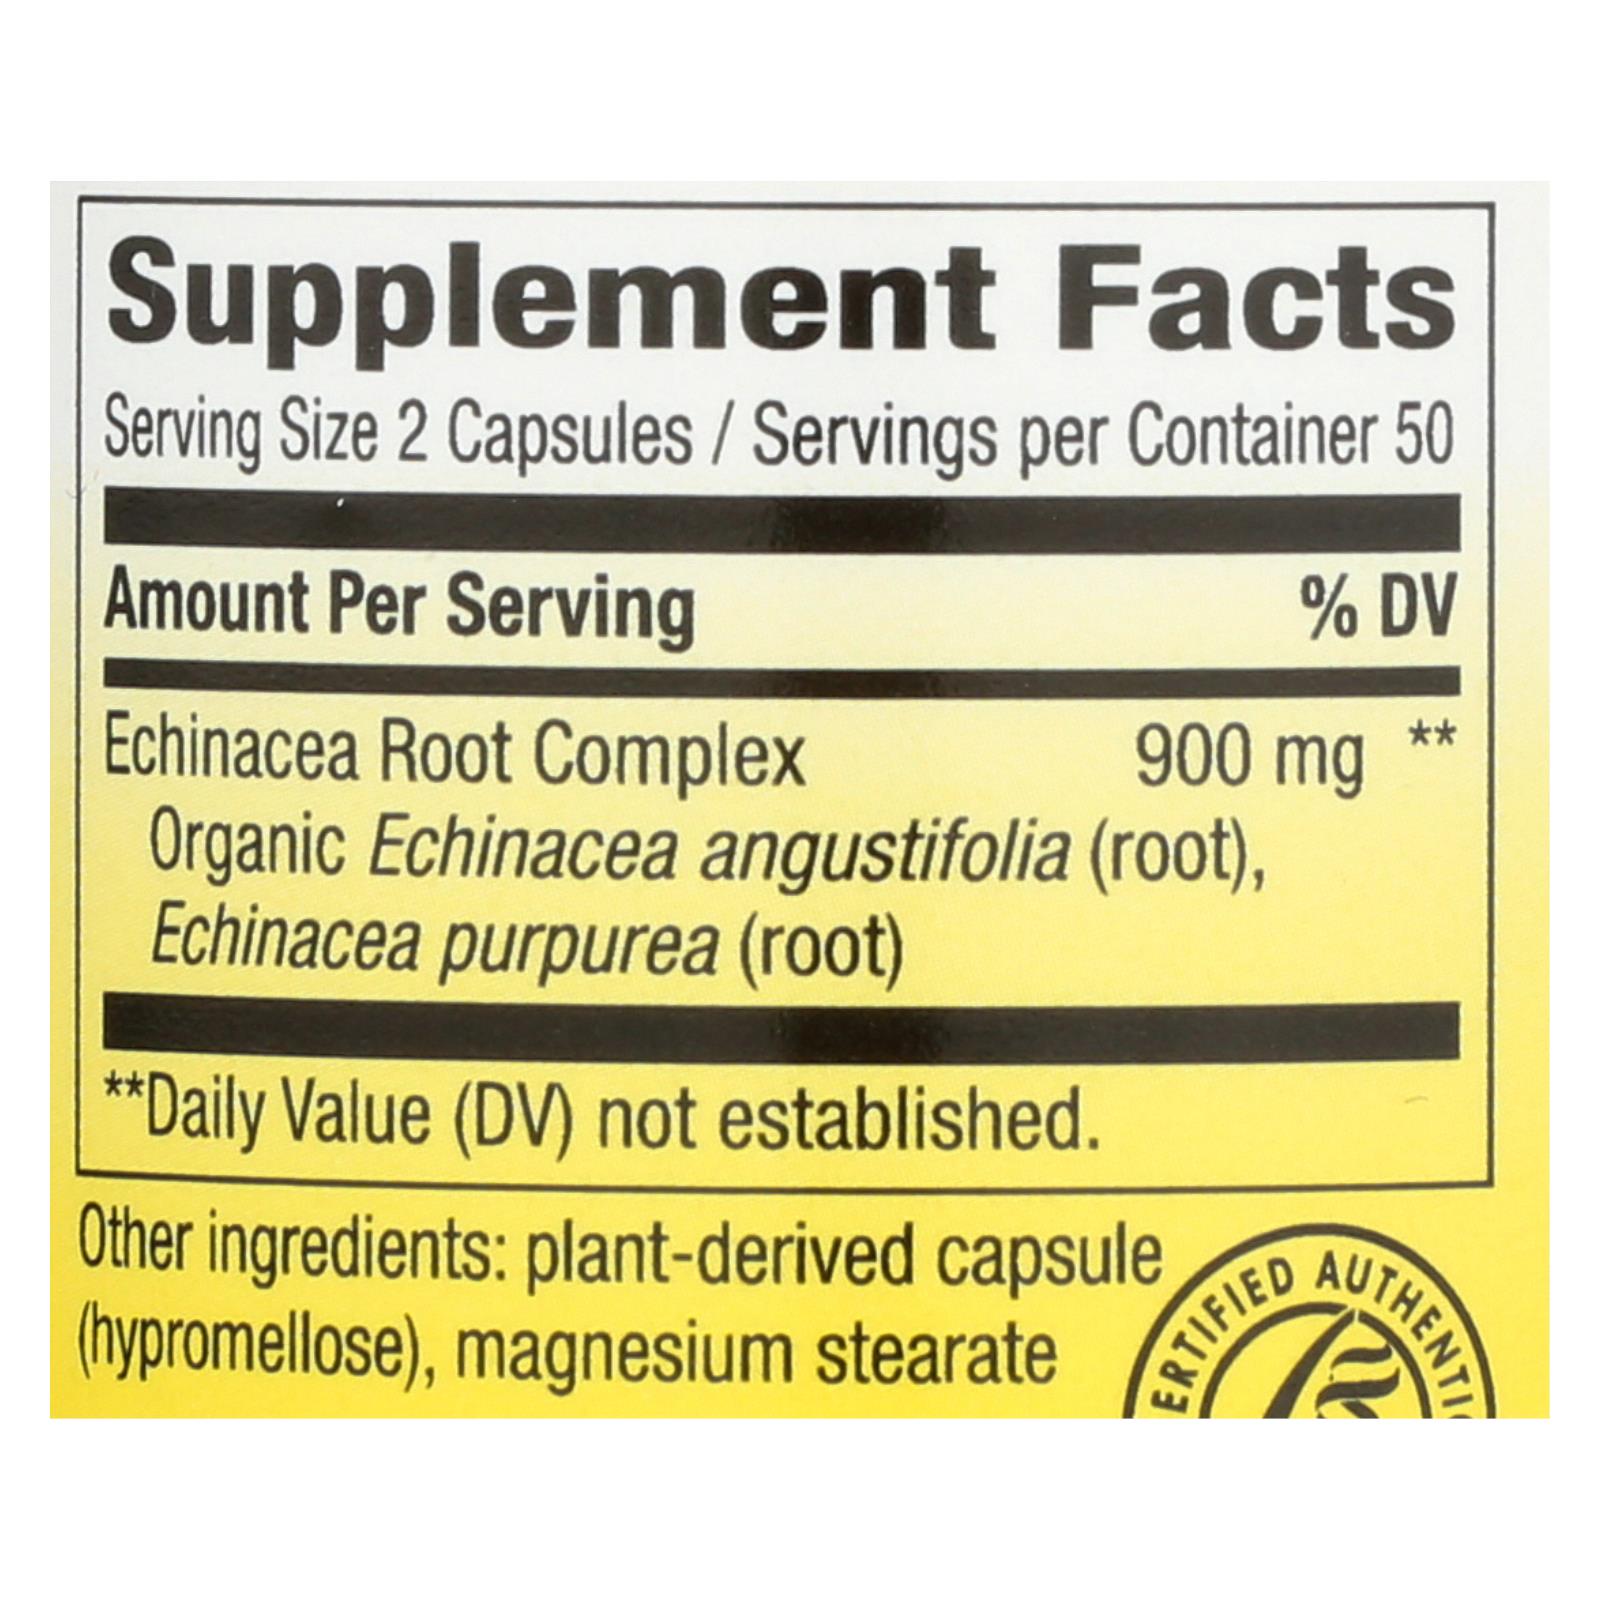 Supplement Facts
Serving Size 2 Capsules / Servings per Container 50
Amount Per Serving % DV
Echinacea Root Complex 900 mg **
Organic Echinacea angustifolia (root),
Echinacea purpurea (root)
**Daily Value (DV) not established.
Other ingredients: plant-derived capsule
(hypromellose), magnesium stearate
ERTIFIED AUTHENTI